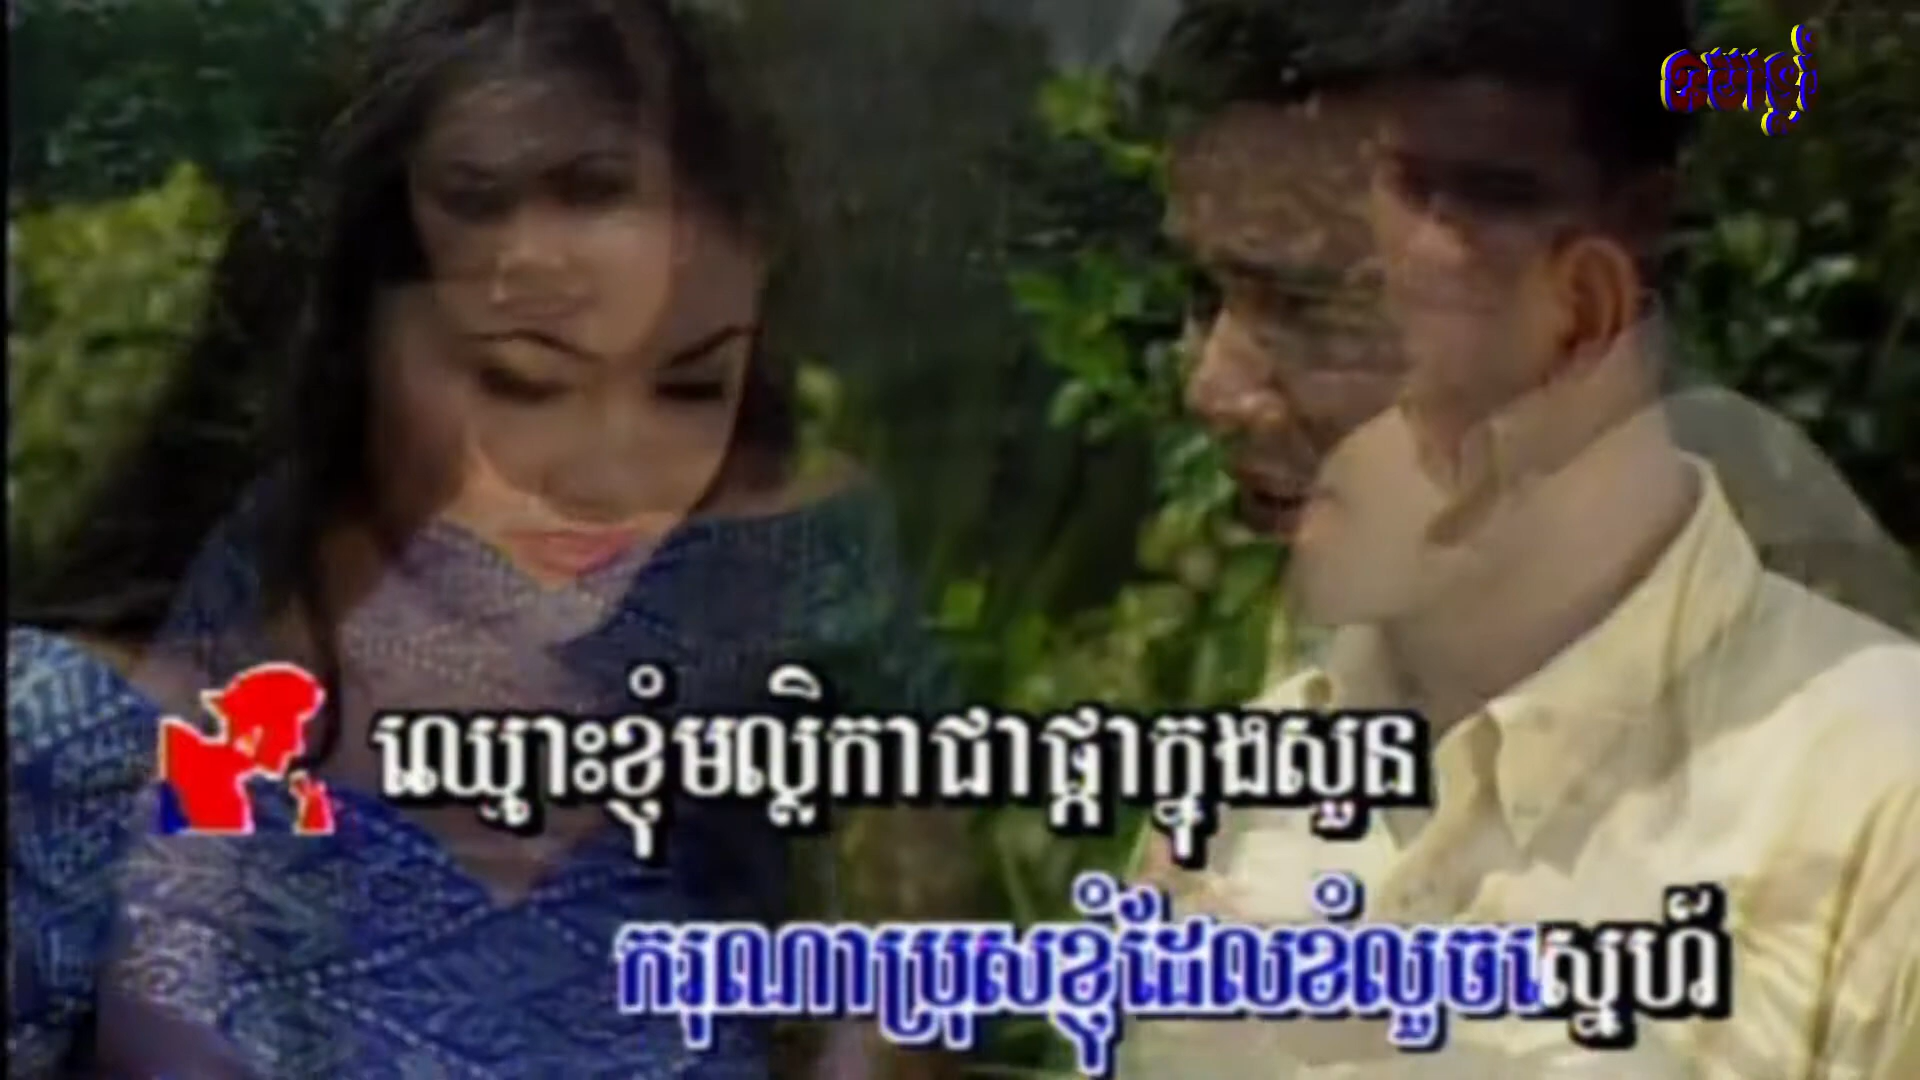 ឈ្មោះខ្ញុំមល្លិកាជាផ្កាក្នុងសួន
ករុណាប្រុសខ្ញុំដែលខំលួចស្នេហ៍